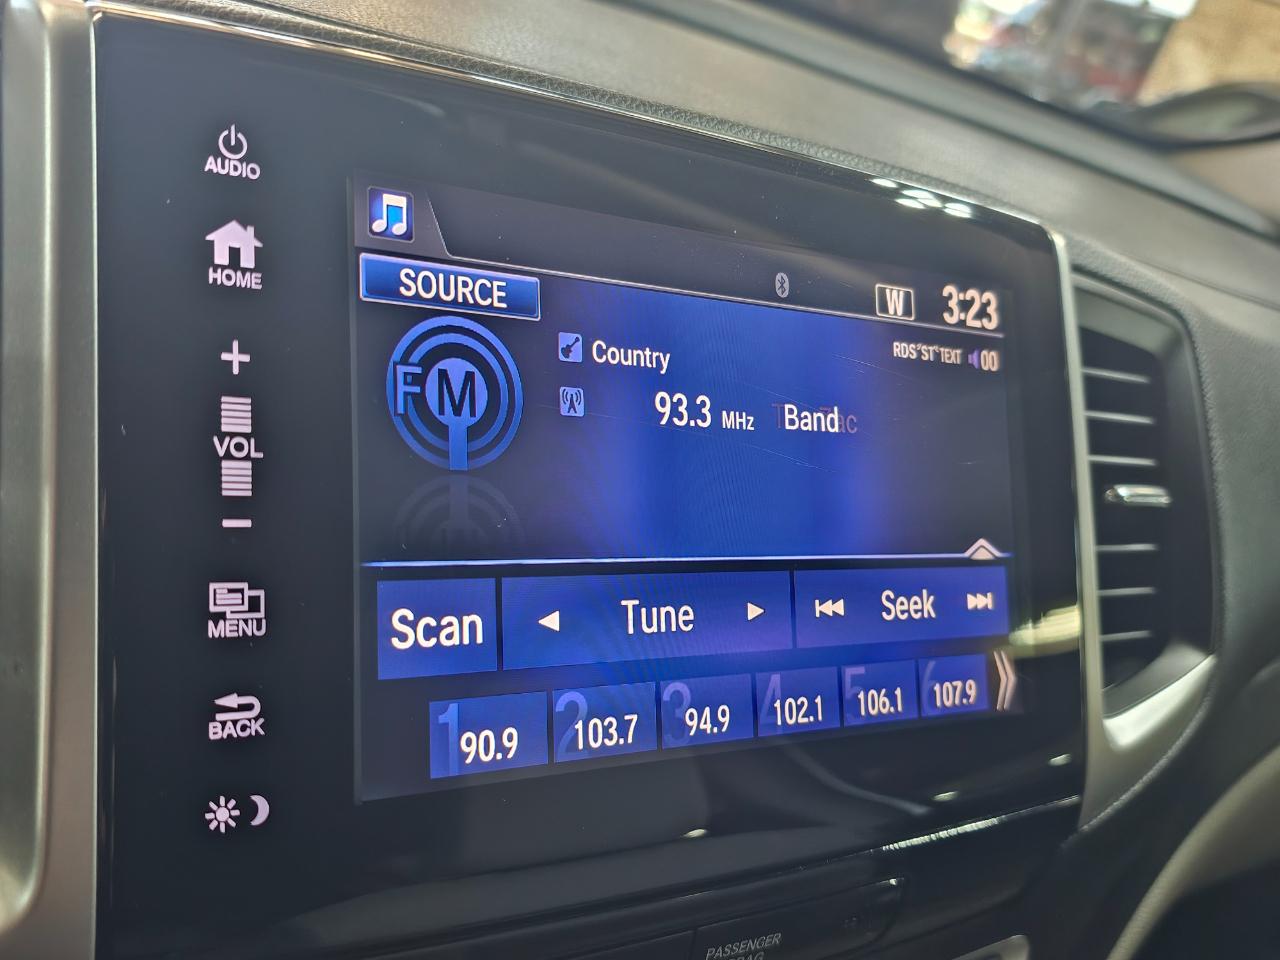 AUDIO
HOME
+
VOL
-
MENU
BACK
SOURCE
W 3:23
RDS ST TEXT 00
FM
Country
93.3 MHz Band
Scan
Tune
Seek
1 90.9
2 103.7
3 94.9
4 102.1
5 106.1
6 107.9
PASSENGER